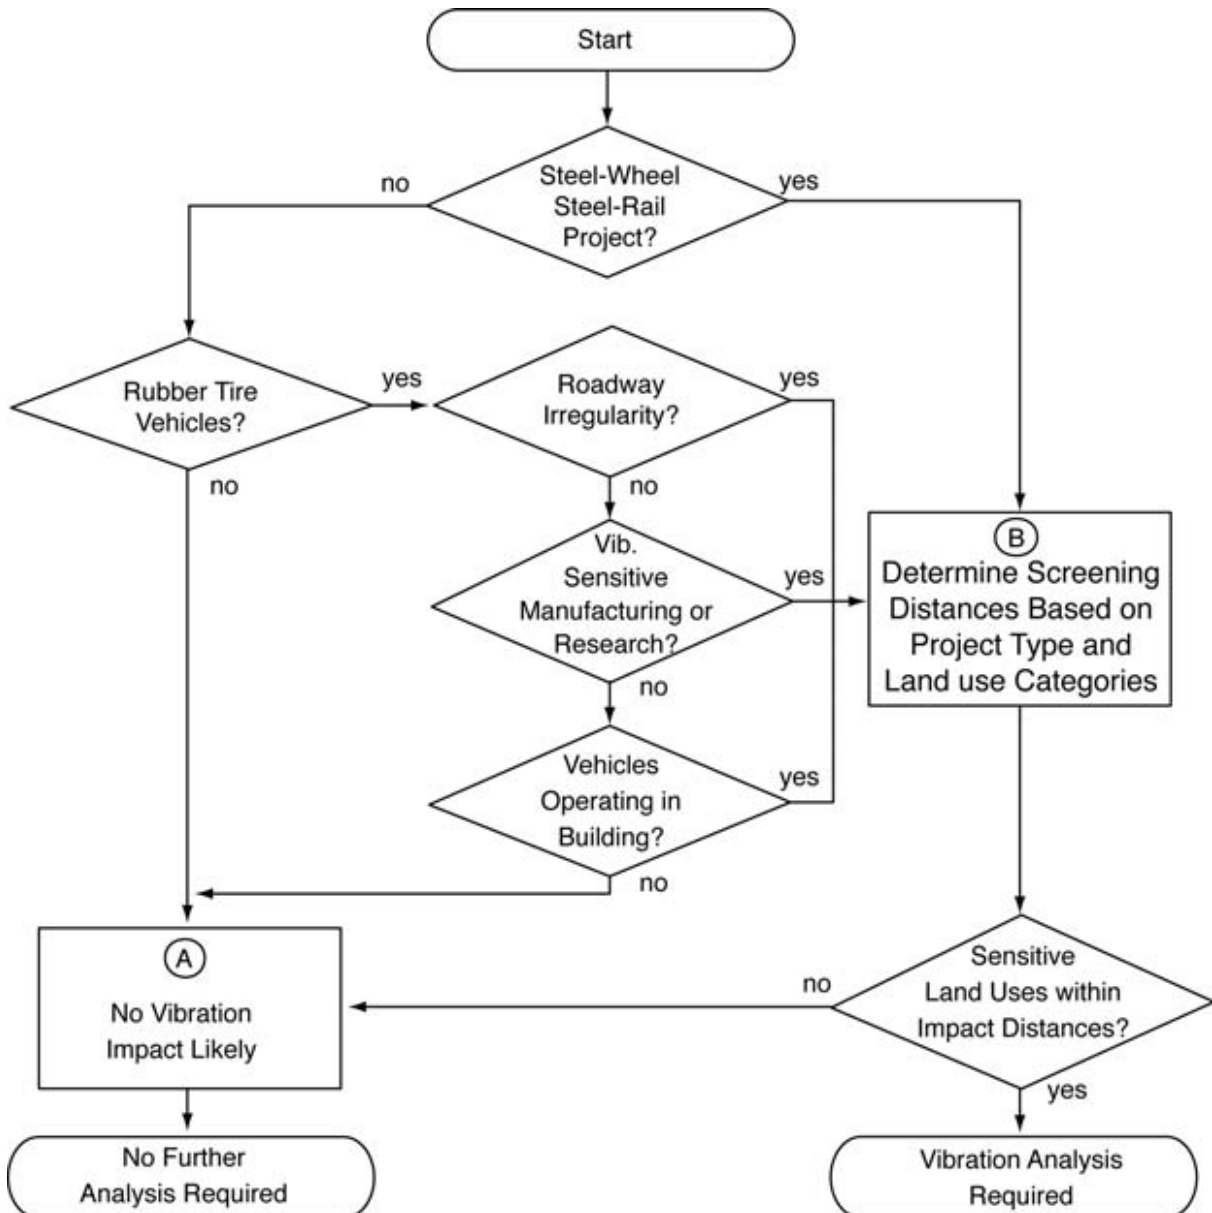 Start
Steel-Wheel
Steel-Rail
Project?
no
yes
Rubber Tire
Vehicles?
yes
no
Roadway
Irregularity?
yes
no
Vib.
Sensitive
Manufacturing or
Research?
yes
no
B
Determine Screening
Distances Based on
Project Type and
Land use Categories
Vehicles
Operating in
Building?
yes
no
A
No Vibration
Impact Likely
Sensitive
Land Uses within
Impact Distances?
no
yes
No Further
Analysis Required
Vibration Analysis
Required